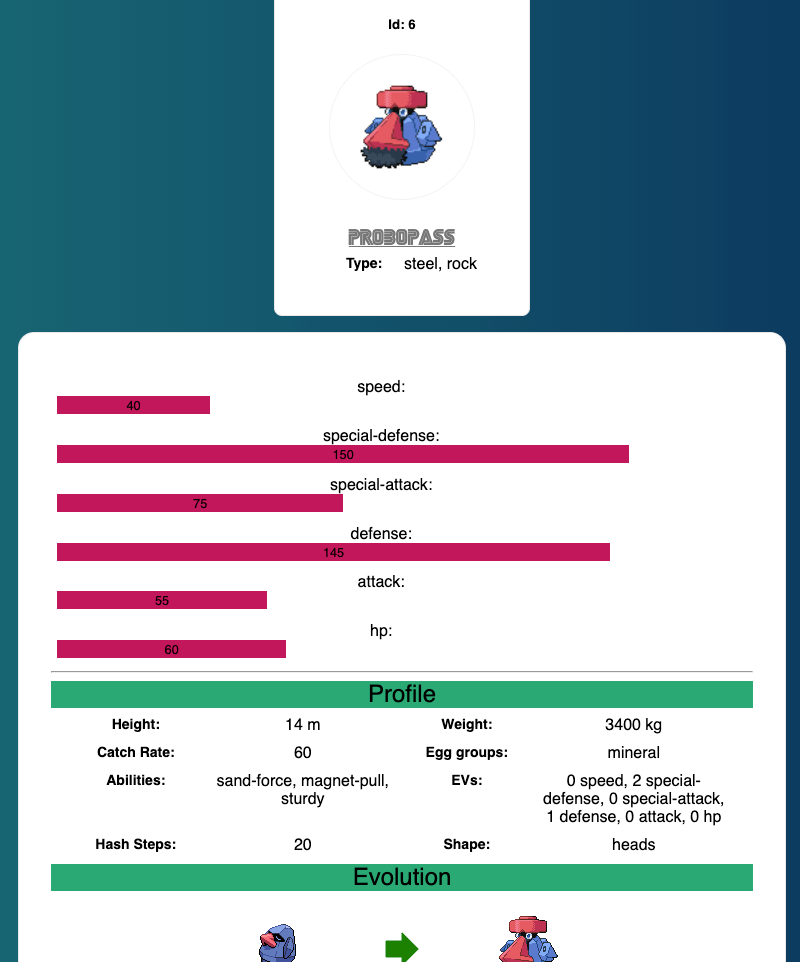 Id: 6
PROBOPASS
Type: steel, rock
speed:
40
special-defense:
150
special-attack:
75
defense:
145
attack:
55
hp:
60
Profile
Height: 14 m Weight: 3400 kg
Catch Rate: 60 Egg groups: mineral
Abilities: sand-force, magnet-pull, sturdy EVs: 0 speed, 2 special-defense, 0 special-attack, 1 defense, 0 attack, 0 hp
Hash Steps: 20 Shape: heads
Evolution